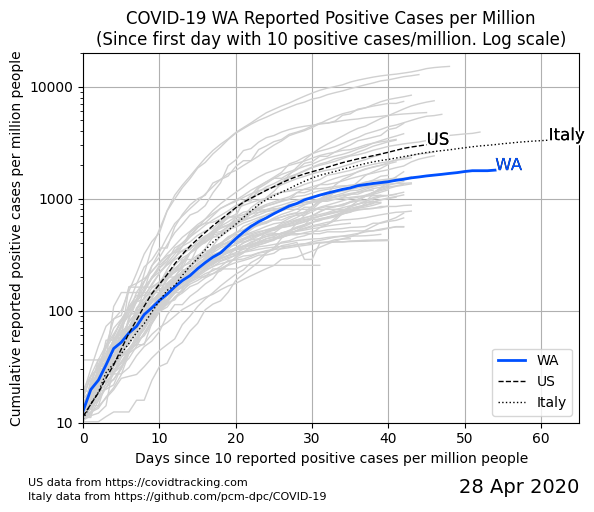 COVID-19 WA Reported Positive Cases per Million
(Since first day with 10 positive cases/million. Log scale)
Cumulative reported positive cases per million people
10000
1000
100
10
US
Italy
WA
WA
US
Italy
0 10 20 30 40 50 60
Days since 10 reported positive cases per million people
US data from https://covidtracking.com
Italy data from https://github.com/pcm-dpc/COVID-19
28 Apr 2020